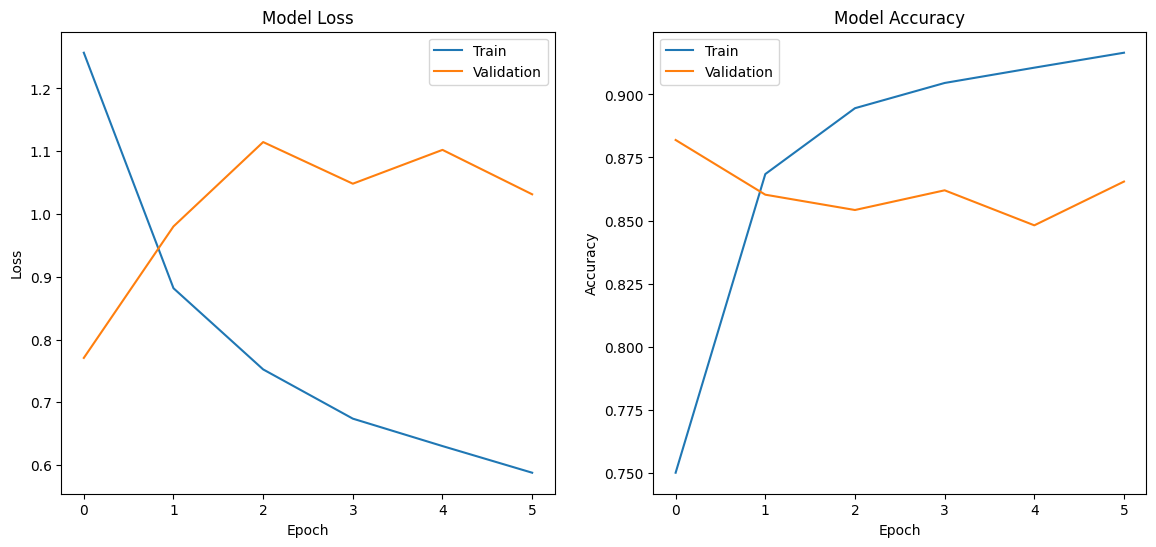 Model Loss
Train
Validation
1.2
1.1
1.0
0.9
0.8
0.7
0.6
Loss
0
1
2
3
4
5
Epoch
Model Accuracy
Train
Validation
0.900
0.875
0.850
0.825
0.800
0.775
0.750
Accuracy
0
1
2
3
4
5
Epoch